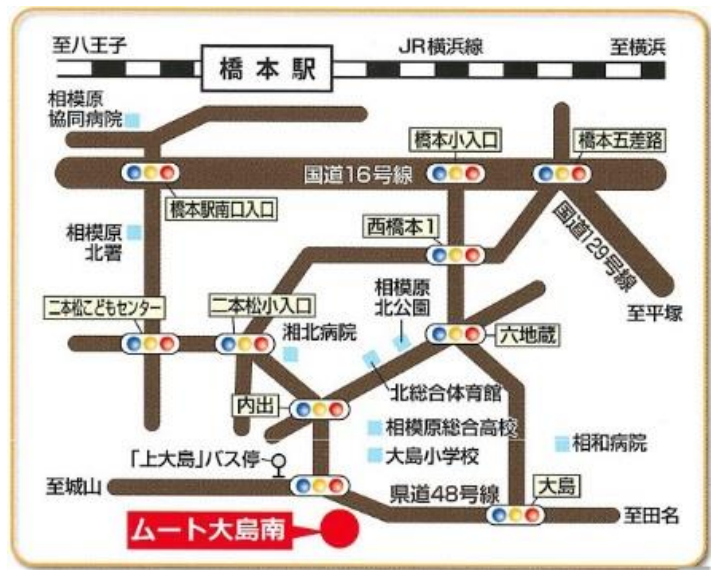 至八王子
橋本駅
JR横浜線
至横浜
相模原
協同病院
橋本小入口
橋本五差路
国道16号線
橋本駅南口入口
国道129号線
相模原
北署
西橋本1
相模原
北公園
至平塚
二本松こどもセンター
二本松小入口
湘北病院
六地蔵
北総合体育館
内出
相模原総合高校
大島小学校
相和病院
「上大島」バス停
至城山
県道48号線
大島
至田名
ムート大島南